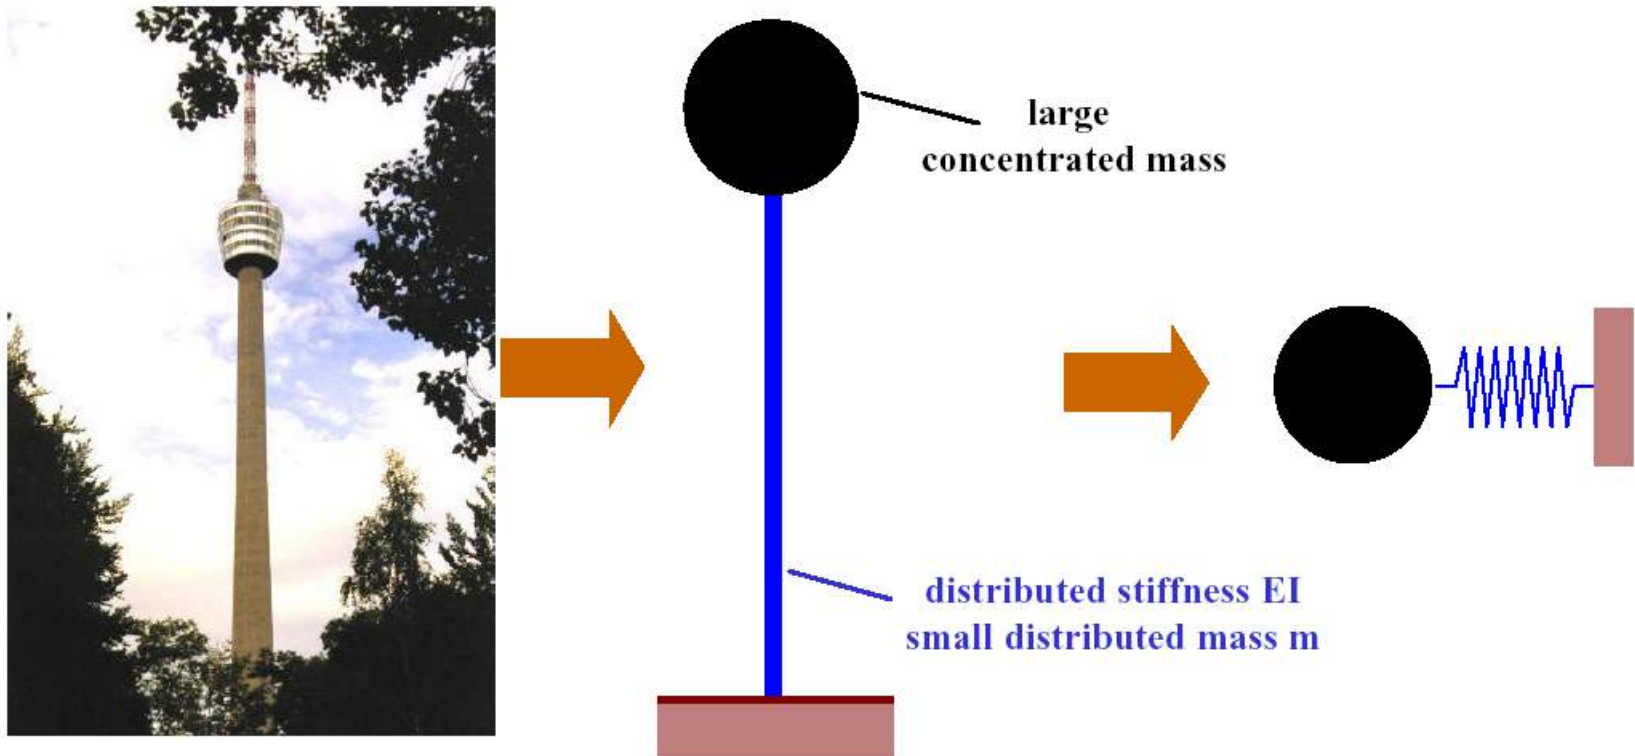 large
concentrated mass
distributed stiffness EI
small distributed mass m